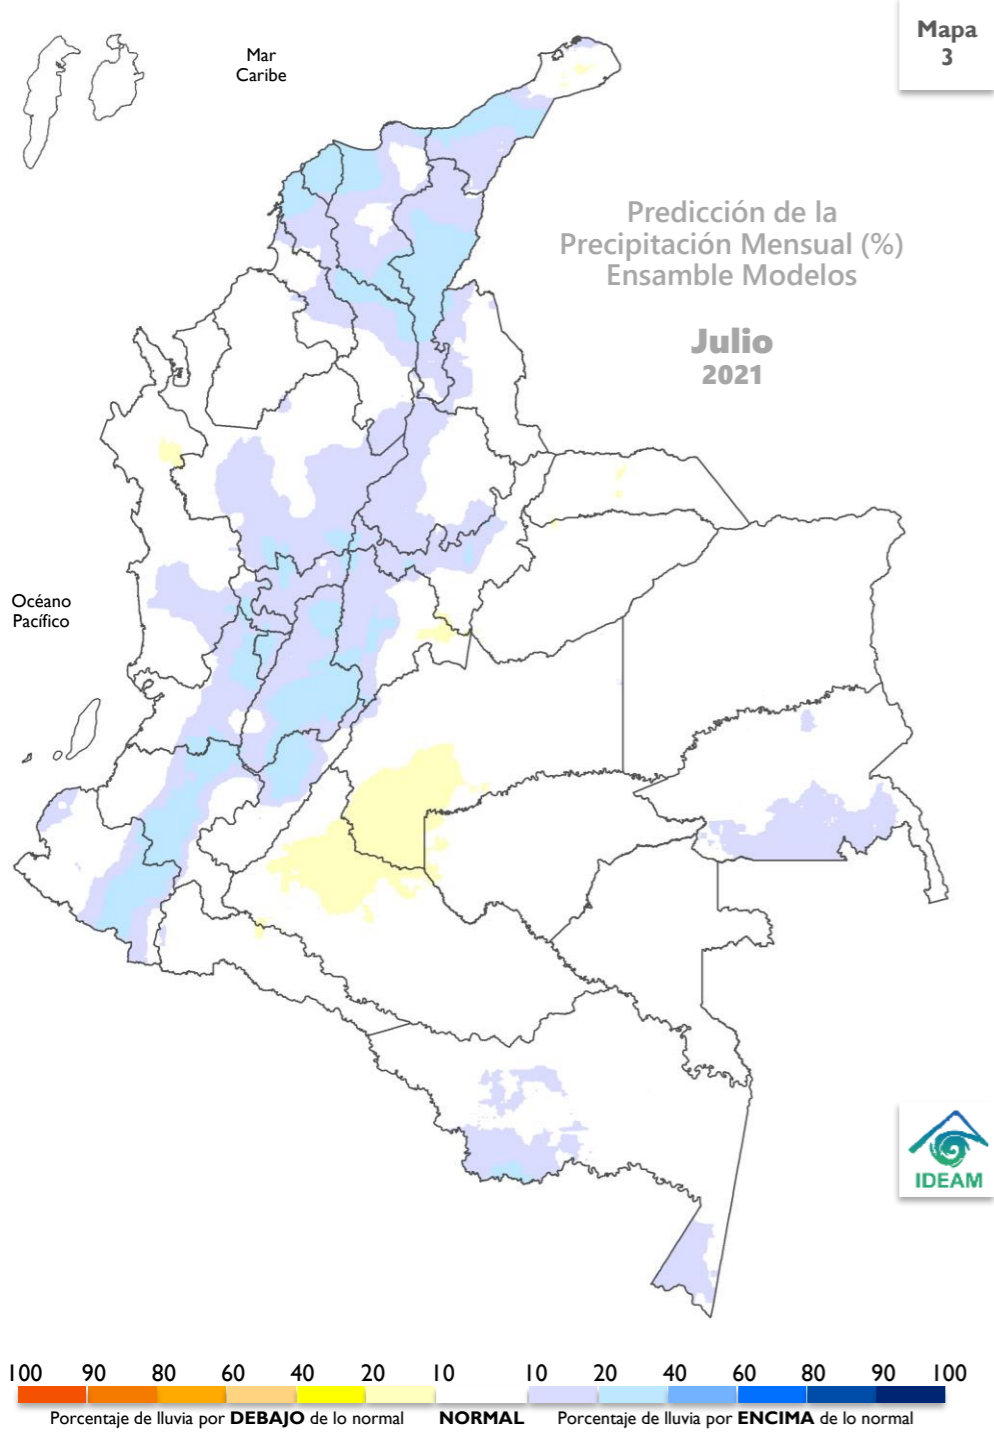 Mapa
3
Mar
Caribe
Predicción de la
Precipitación Mensual (%)
Ensamble Modelos
Julio
2021
Océano
Pacífico
IDEAM
100 90 80 60 40 20 10 10 20 40 60 80 90 100
Porcentaje de lluvia por DEBAJO de lo normal NORMAL Porcentaje de lluvia por ENCIMA de lo normal